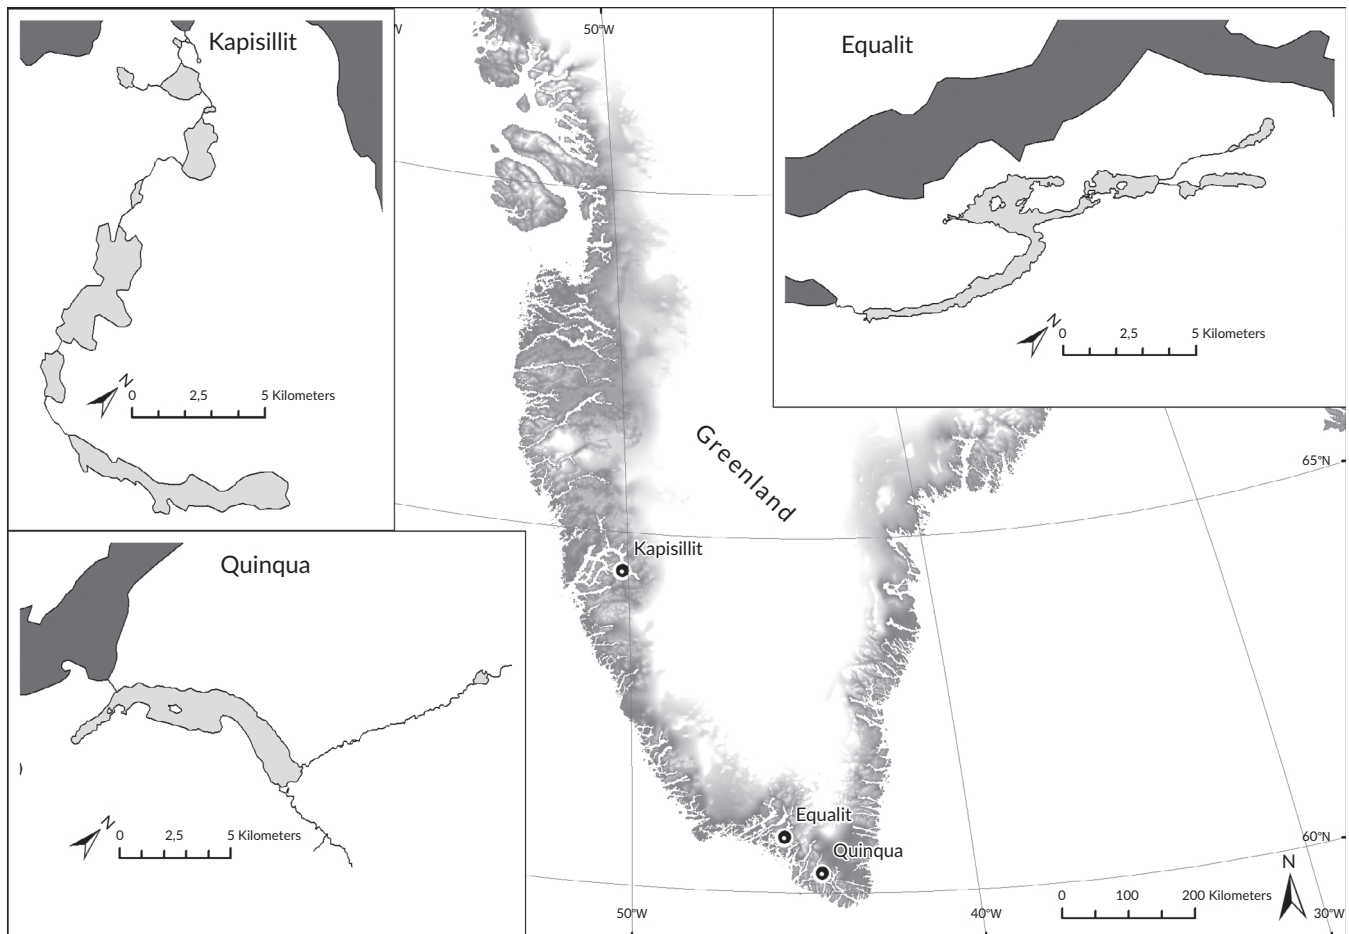 Kapisillit
N
0 2,5 5 Kilometers
Quinqua
N
0 2,5 5 Kilometers
W
50°W
Equalit
N
0 2,5 5 Kilometers
Greenland
65°N
Kapisillit
Equalit
Quinqua
60°N
N
0 100 200 Kilometers
50°W
40°W
30°W